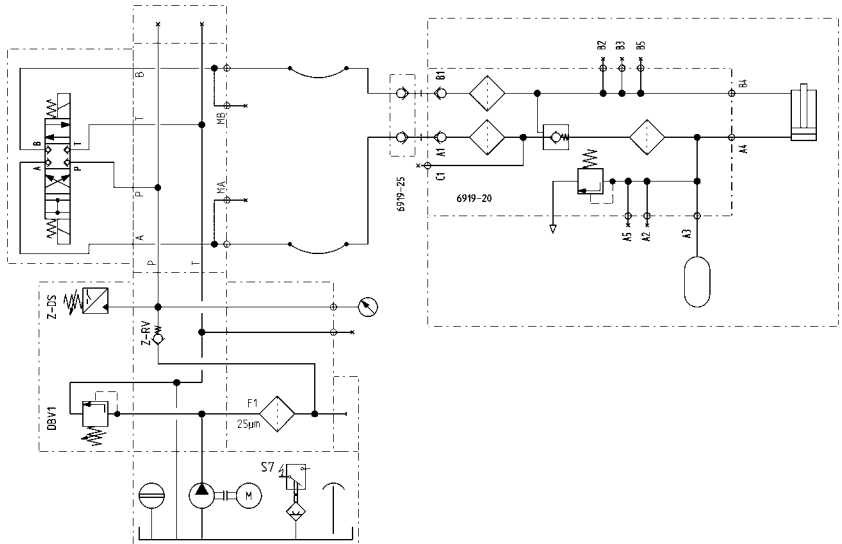 B
T
P
A
MB
MA
B T
A P
P T
B1
A1
C1
B2 B3 B5
B4
A4
A5 A2 A3
6919-25
6919-20
Z-DS
Z-RV
DBV1
F1
25µm
S7
M